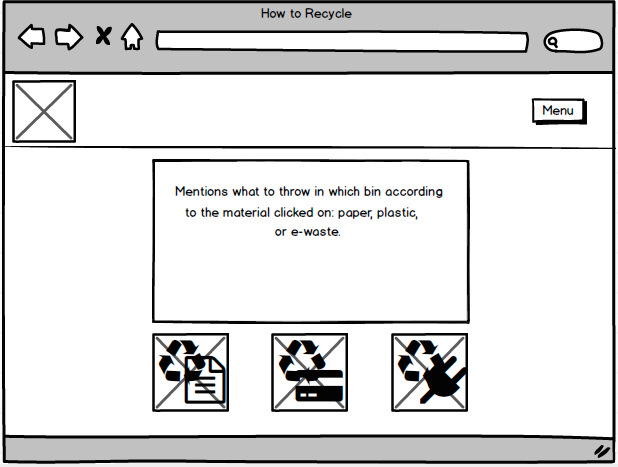 How to Recycle
Menu
Mentions what to throw in which bin according
to the material clicked on: paper, plastic,
or e-waste.